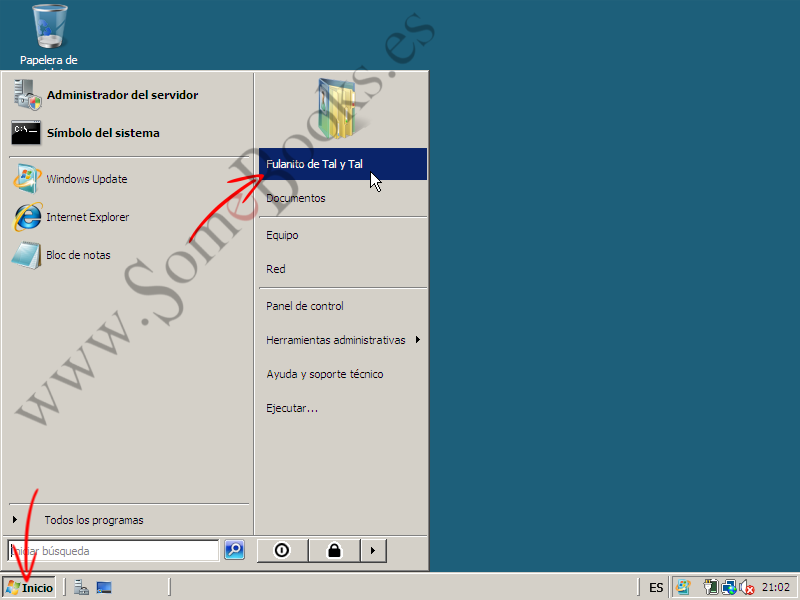 Papelera de
Administrador del servidor
C:\
Símbolo del sistema
Windows Update
Internet Explorer
Bloc de notas
Todos los programas
Iniciar búsqueda
Fulanito de Tal y Tal
Documentos
Equipo
Red
Panel de control
Herramientas administrativas
Ayuda y soporte técnico
Ejecutar...
www.SomeBooks.es
Inicio
ES
21:02